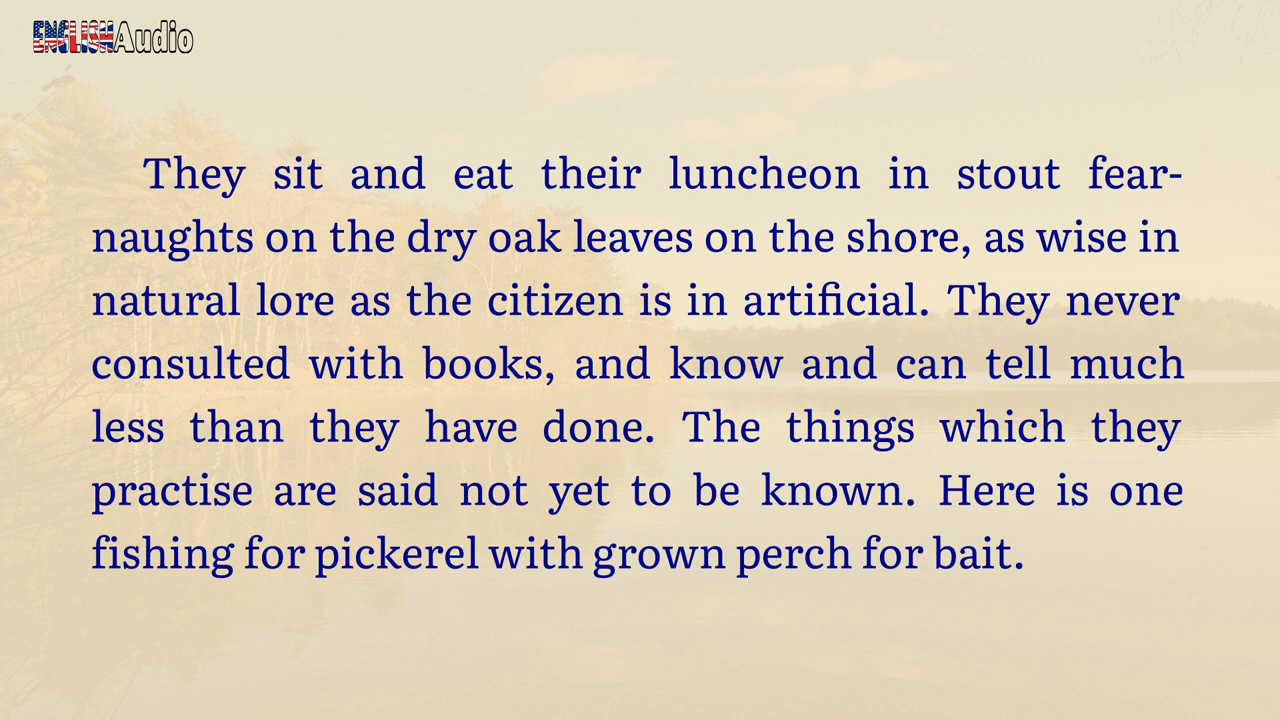 ENGLISHAudio
They sit and eat their luncheon in stout fear-
naughts on the dry oak leaves on the shore, as wise in
natural lore as the citizen is in artificial. They never
consulted with books, and know and can tell much
less than they have done. The things which they
practise are said not yet to be known. Here is one
fishing for pickerel with grown perch for bait.